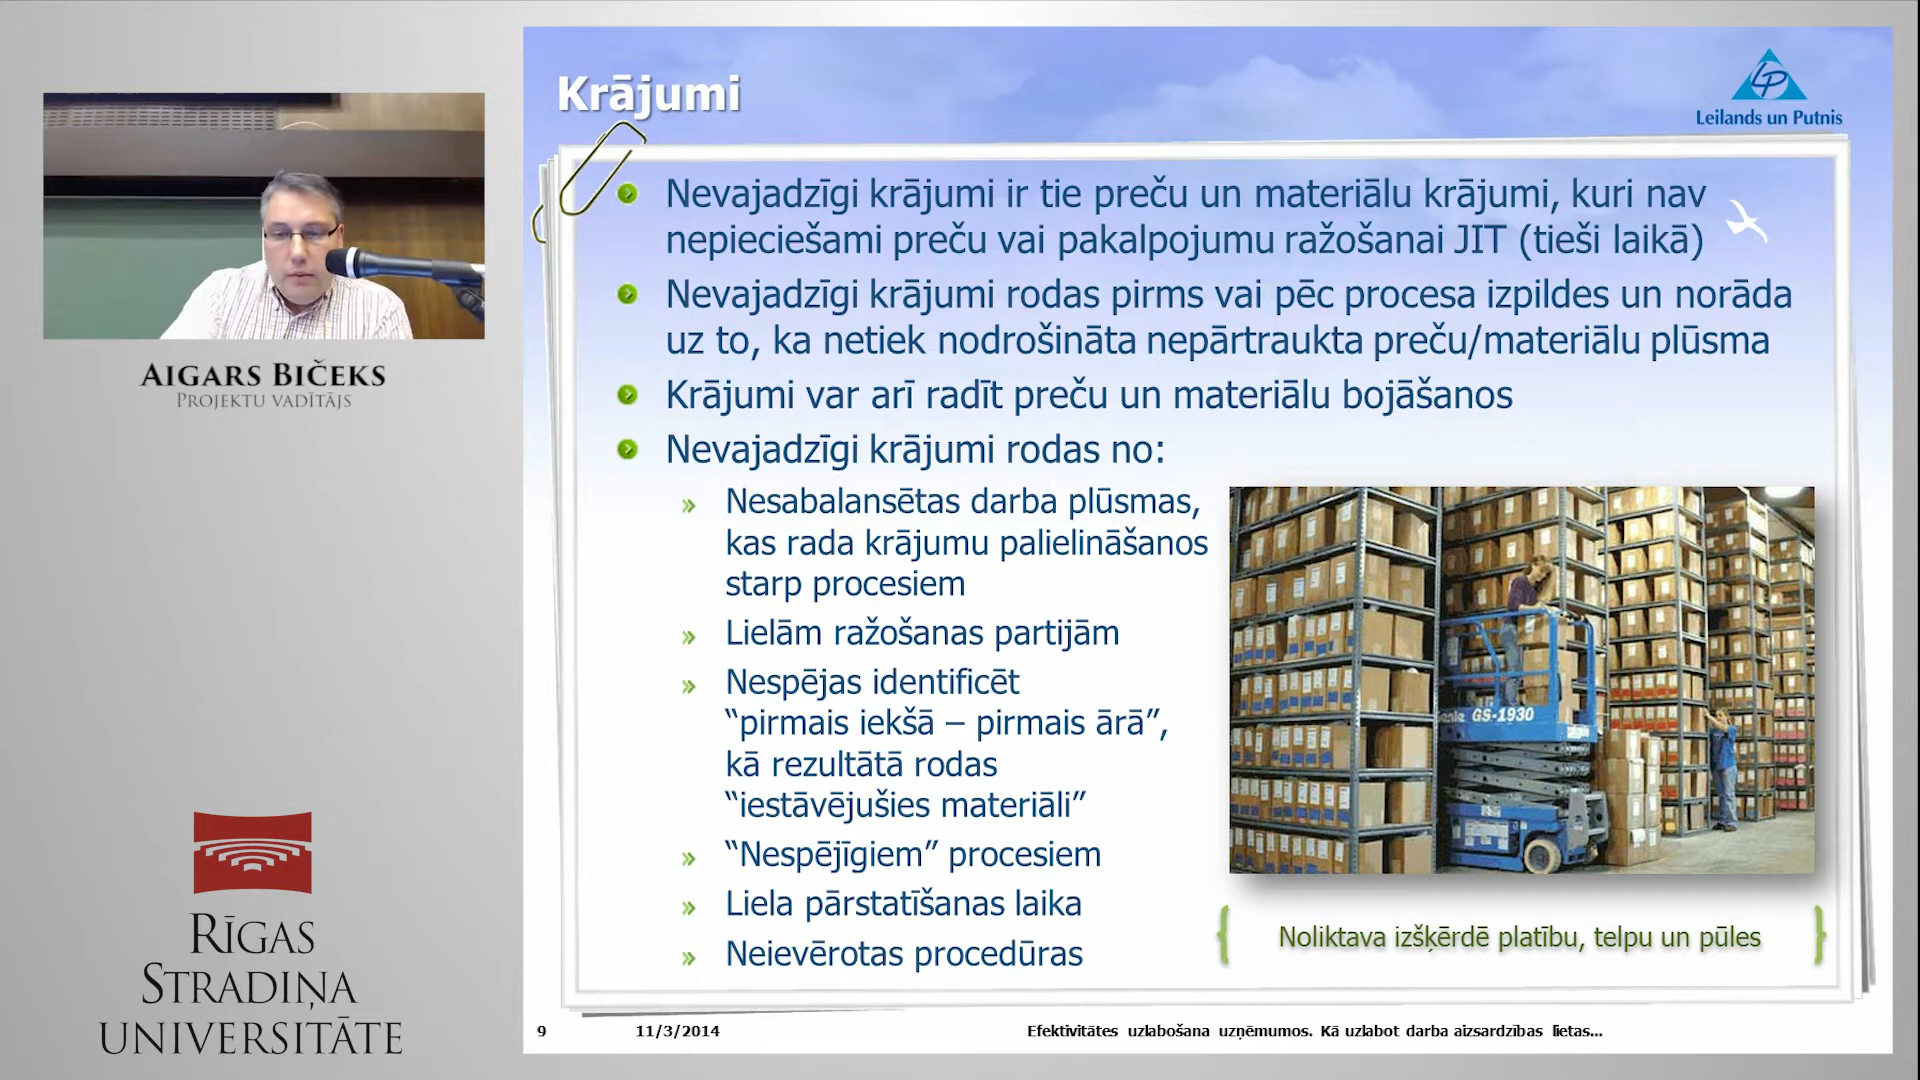 Krājumi
Leilands un Putnis
Nevajadzīgi krājumi ir tie preču un materiālu krājumi, kuri nav
nepieciešami preču vai pakalpojumu ražošanai JIT (tieši laikā)
Nevajadzīgi krājumi rodas pirms vai pēc procesa izpildes un norāda
uz to, ka netiek nodrošināta nepārtraukta preču/materiālu plūsma
Krājumi var arī radīt preču un materiālu bojāšanos
Nevajadzīgi krājumi rodas no:
» Nesabalansētas darba plūsmas,
kas rada krājumu palielināšanos
starp procesiem
» Lielām ražošanas partijām
» Nespējas identificēt
“pirmais iekšā – pirmais ārā”,
kā rezultātā rodas
“iestāvējušies materiāli”
» “Nespējīgiem” procesiem
» Liela pārstatīšanas laika
» Neievērotas procedūras
GS-1930
Noliktava izšķērdē platību, telpu un pūles
9 11/3/2014 Efektivitātes uzlabošana uzņēmumos. Kā uzlabot darba aizsardzības lietas...
Aigars Bičeks
Projektu vadītājs
Rīgas
Stradiņa
universitāte